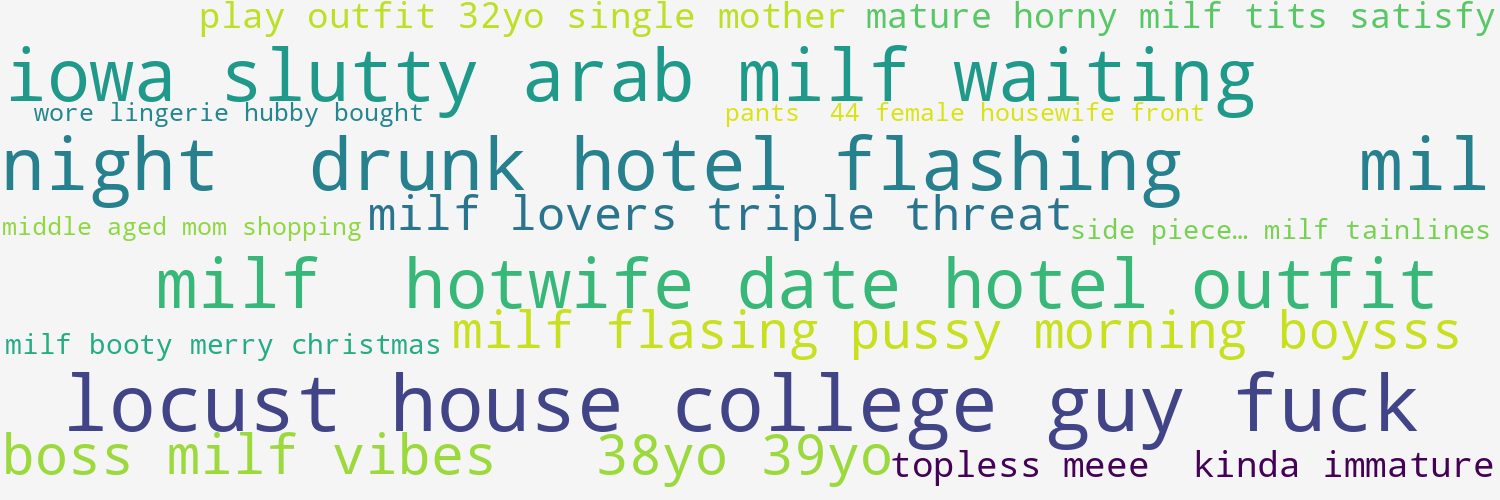 play outfit 32yo single mother mature horny milf tits satisfy
iowa slutty arab milf waiting
wore lingerie hubby bought pants 44 female housewife front
night drunk hotel flashing mil
middle aged mom shopping milf lovers triple threat side piece… milf tainlines
milf hotwife date hotel outfit
milf booty merry christmas milf flasing pussy morning boysss
locust house college guy fuck
boss milf vibes 38yo 39yo topless meee kinda immature